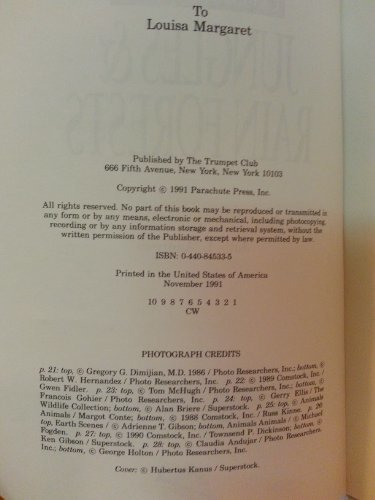 To
Louisa Margaret
JUNGLES &
RAINFORESTS
Published by The Trumpet Club
666 Fifth Avenue, New York, New York 10103
Copyright © 1991 Parachute Press, Inc.
All rights reserved. No part of this book may be reproduced or transmitted in
any form or by any means, electronic or mechanical, including photocopying,
recording or by any information storage and retrieval system, without the
written permission of the Publisher, except where permitted by law.
ISBN: 0-440-84533-5
Printed in the United States of America
November 1991
10 9 8 7 6 5 4 3 2 1
CW
PHOTOGRAPH CREDITS
p. 21: top, © Gregory G. Dimijian, M.D. 1986 / Photo Researchers, Inc.; bottom, ©
Robert W. Hernandez / Photo Researchers, Inc. p. 22: © 1989 Comstock, Inc. /
Gwen Fidler. p. 23: top, © Tom McHugh / Photo Researchers, Inc.; bottom, ©
Francois Gohier / Photo Researchers, Inc. p. 24: top, © Gerry Ellis / The
Wildlife Collection; bottom, © Alan Briere / Superstock. p. 25: © Animals
Animals / Margot Conte; bottom, © 1988 Comstock, Inc. / Russ Kinne. p. 26:
top, Earth Scenes / © Adrienne T. Gibson; bottom, Animals Animals / © Michael
Fogden. p. 27: top, © 1990 Comstock, Inc. / Townsend P. Dickinson; bottom, ©
Ken Gibson / Superstock. p. 28: top, © Claudia Andujar / Photo Researchers,
Inc.; bottom, © George Holton / Photo Researchers, Inc.
Cover: © Hubertus Kanus / Superstock.